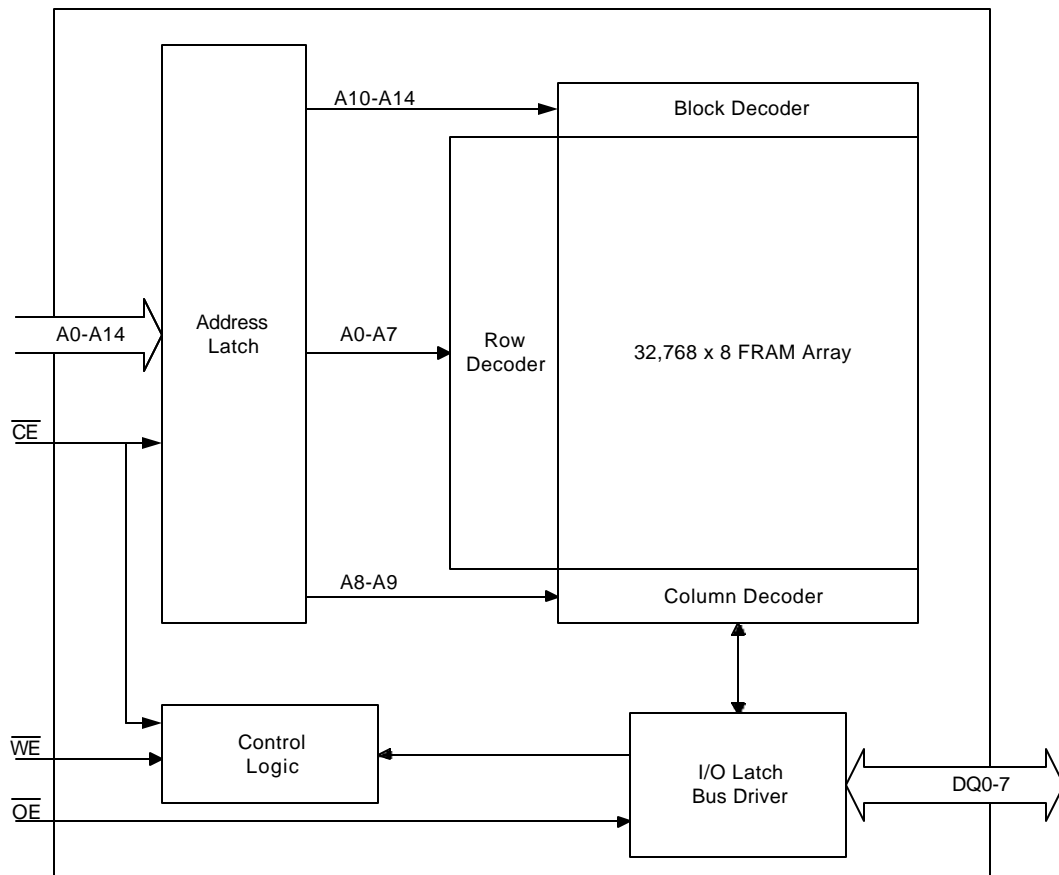 A10-A14
Block Decoder
A0-A14
Address
Latch
A0-A7
Row
Decoder
32,768 x 8 FRAM Array
CE
A8-A9
Column Decoder
WE
Control
Logic
I/O Latch
Bus Driver
DQ0-7
OE